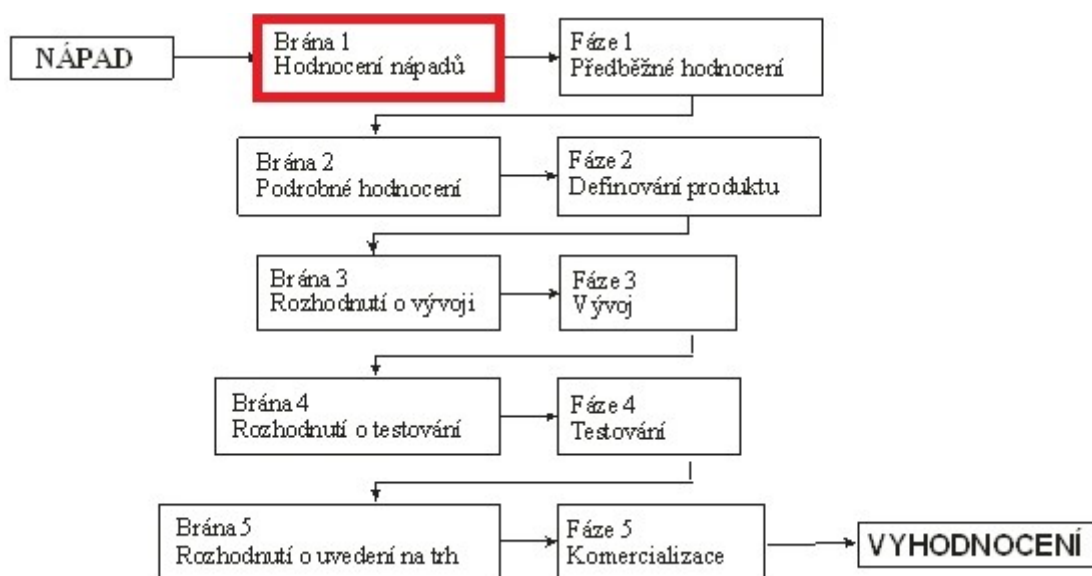 NÁPAD
Brána 1
Hodnocení nápadů
Fáze 1
Předběžné hodnocení
Brána 2
Podrobné hodnocení
Fáze 2
Definování produktu
Brána 3
Rozhodnutí o vývoji
Fáze 3
Vývoj
Brána 4
Rozhodnutí o testování
Fáze 4
Testování
Brána 5
Rozhodnutí o uvedení na trh
Fáze 5
Komercializace
VYHODNOCENÍ